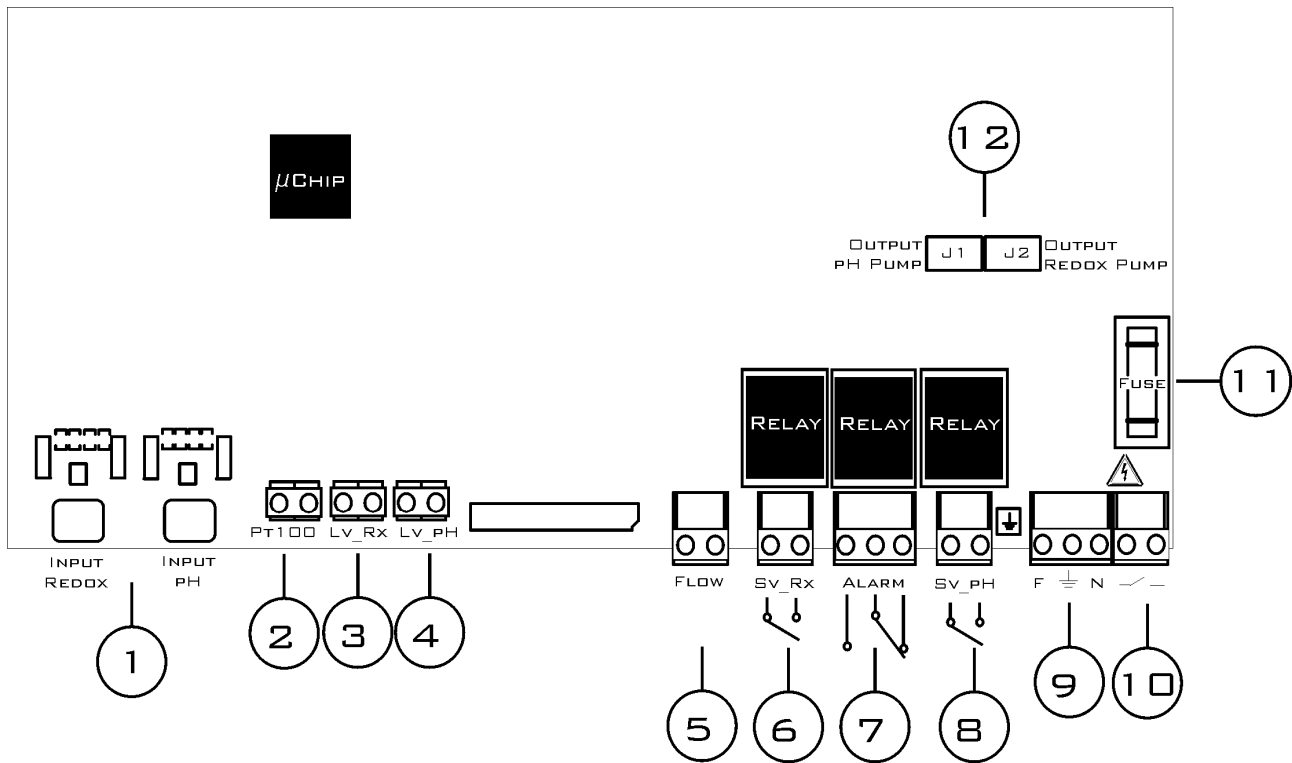 12
µCHIP
OUTPUT
pH PUMP
J1
J2
OUTPUT
REDOX PUMP
FUSE
11
RELAY
RELAY
RELAY
PT100
LV_RX
LV_pH
INPUT
REDOX
INPUT
pH
FLOW
SV_RX
ALARM
SV_pH
F
N
1
2
3
4
5
6
7
8
9
10